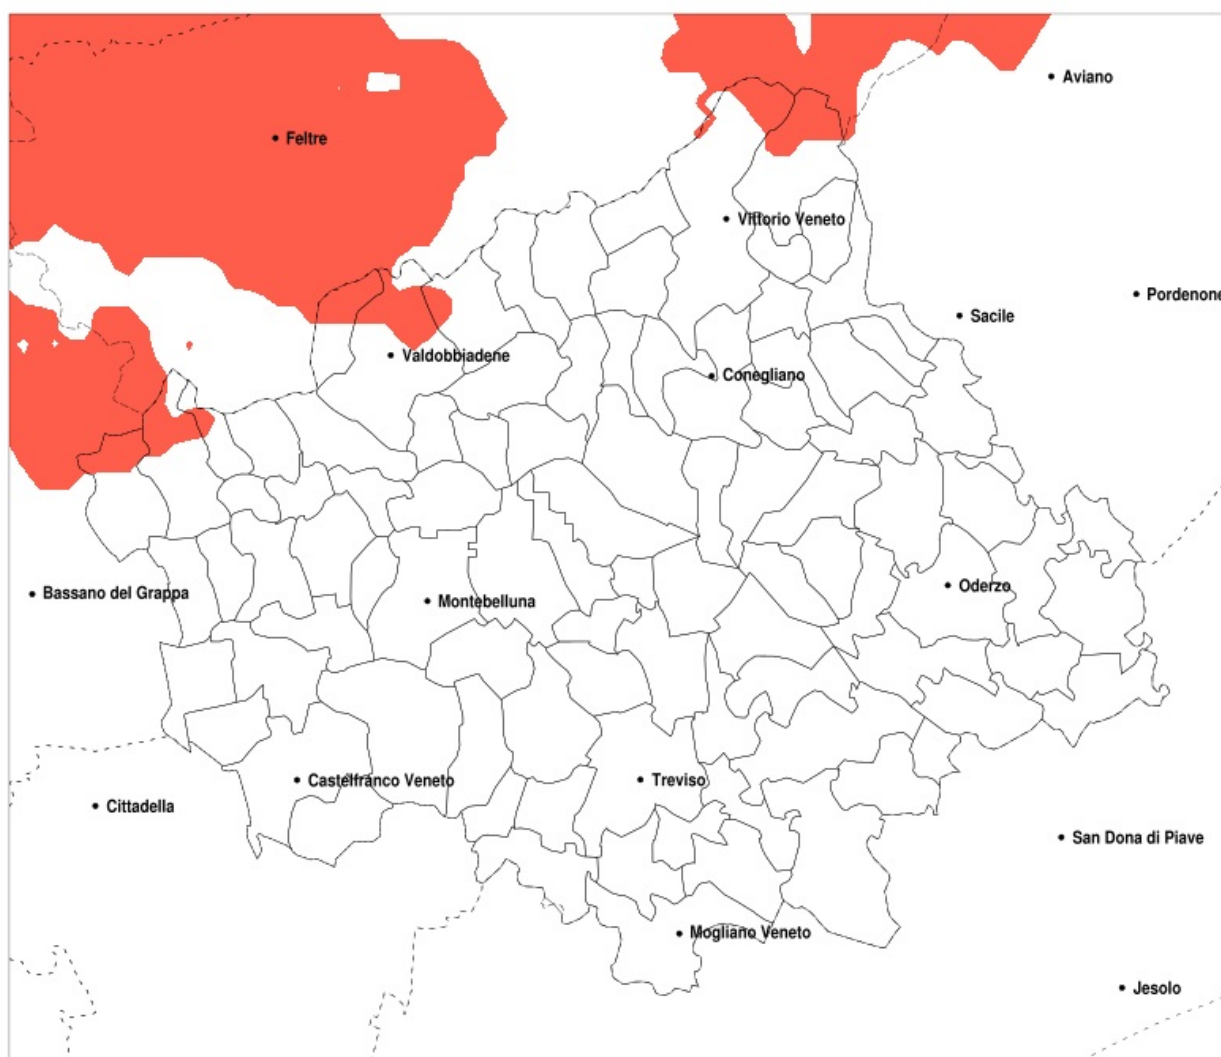 Aviano
Feltre
Vittorio Veneto
Pordenone
Sacile
Valdobbiadene
Conegliano
Oderzo
Bassano del Grappa
Montebelluna
Castelfranco Veneto
Treviso
Cittadella
San Dona di Piave
Mogliano Veneto
Jesolo